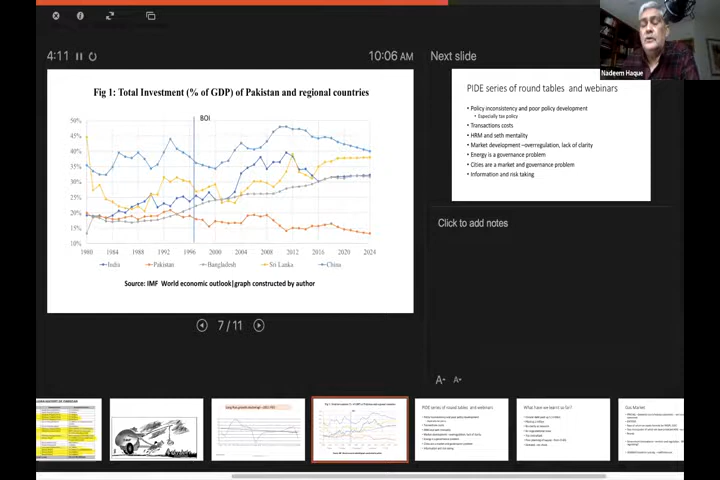 4:11
10:06 AM
Next slide
Nadeem Haque
Fig 1: Total Investment (% of GDP) of Pakistan and regional countries
BOI
50%
45%
40%
35%
30%
25%
20%
15%
10%
1980 1984 1988 1992 1996 2000 2004 2008 2012 2016 2020 2024
India Pakistan Bangladesh Sri Lanka China
Source: IMF World economic outlook|graph constructed by author
PIDE series of round tables and webinars
• Policy inconsistency and poor policy development
• Especially tax policy
• Transactions costs
• HRM and seth mentality
• Market development –overregulation, lack of clarity
• Energy is a governance problem
• Cities are a market and governance problem
• Information and risk taking
Click to add notes
7/11
A A
PIDE series of round tables and webinars
What have we learnt so far?
Gas Market